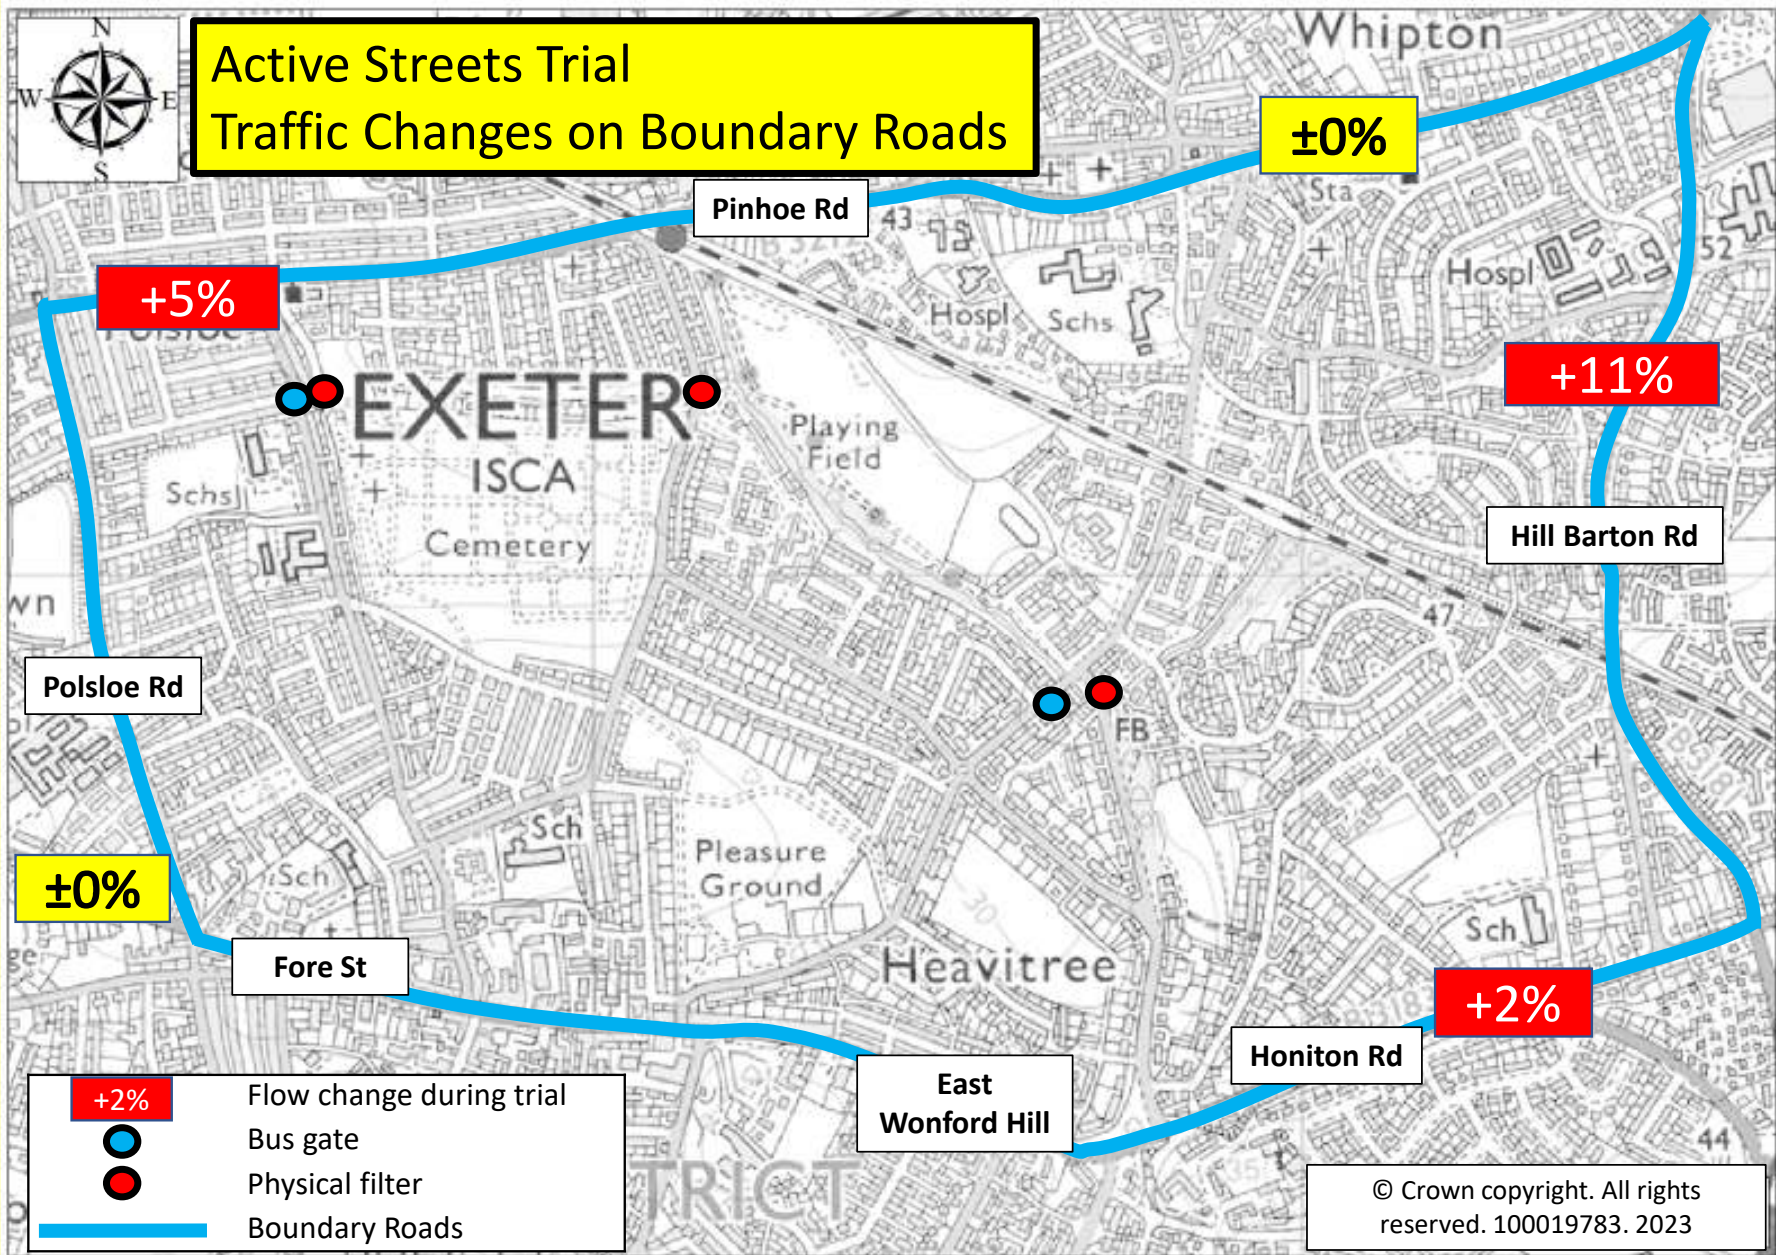 N
W
E
S
Active Streets Trial
Traffic Changes on Boundary Roads
Whipton
±0%
Sta
Pinhoe Rd
43
52
Hospl
+5%
Polsloe
Hospl
Schs
+11%
EXETER
ISCA
Playing
Field
Schs
Cemetery
Hill Barton Rd
wn
47
Polsloe Rd
FB
Sch
Pleasure
Ground
Sch
±0%
30
Sch
Fore St
Heavitree
+2%
Honiton Rd
East
Wonford Hill
44
TRICT
+2%
Flow change during trial
Bus gate
Physical filter
Boundary Roads
© Crown copyright. All rights
reserved. 100019783. 2023